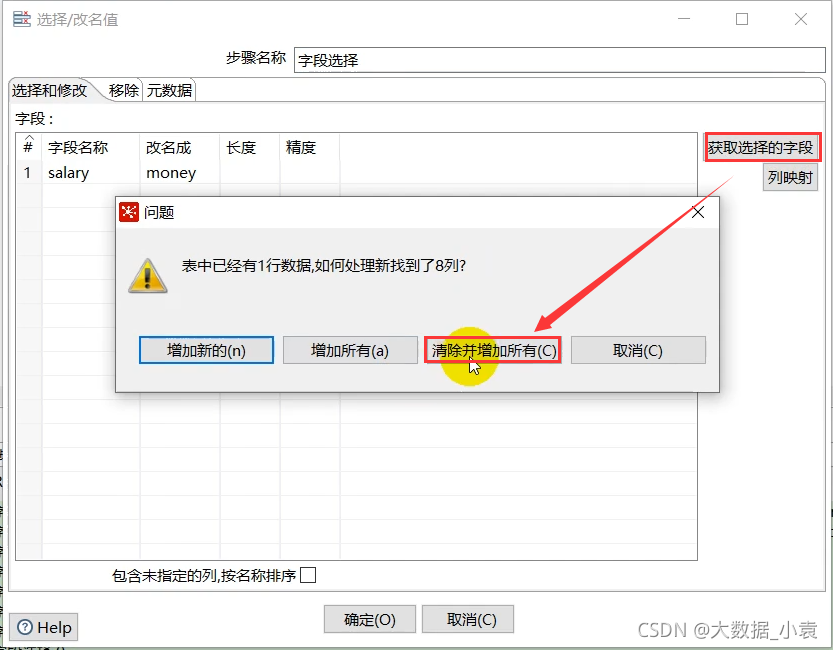 选择/改名值
步骤名称 字段选择
选择和修改 移除 元数据
字段：
# 字段名称 改名成 长度 精度
获取选择的字段
1 salary money
列映射
问题
表中已经有1行数据,如何处理新找到了8列?
增加新的(n) 增加所有(a) 清除并增加所有(C) 取消(C)
包含未指定的列,按名称排序
确定(O) 取消(C)
Help
CSDN @大数据_小袁